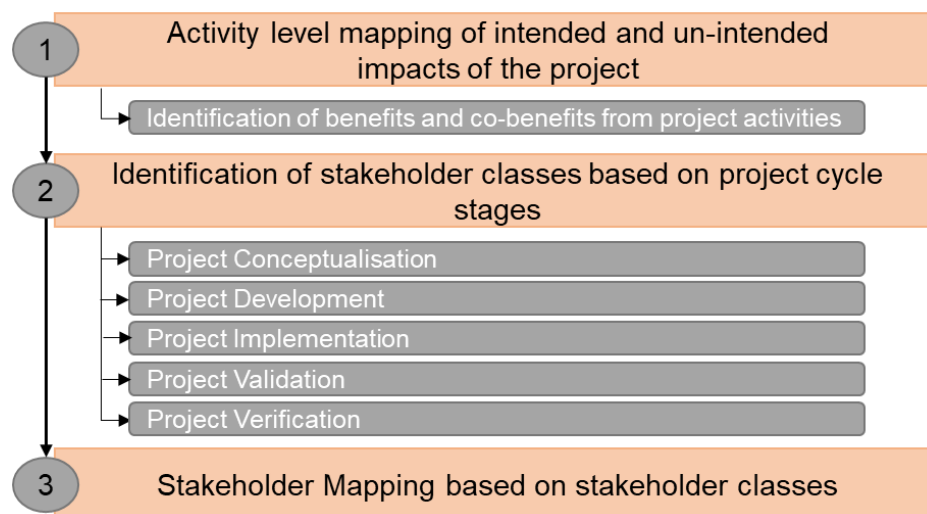 1
Activity level mapping of intended and un-intended
impacts of the project
Identification of benefits and co-benefits from project activities
2
Identification of stakeholder classes based on project cycle
stages
Project Conceptualisation
Project Development
Project Implementation
Project Validation
Project Verification
3
Stakeholder Mapping based on stakeholder classes